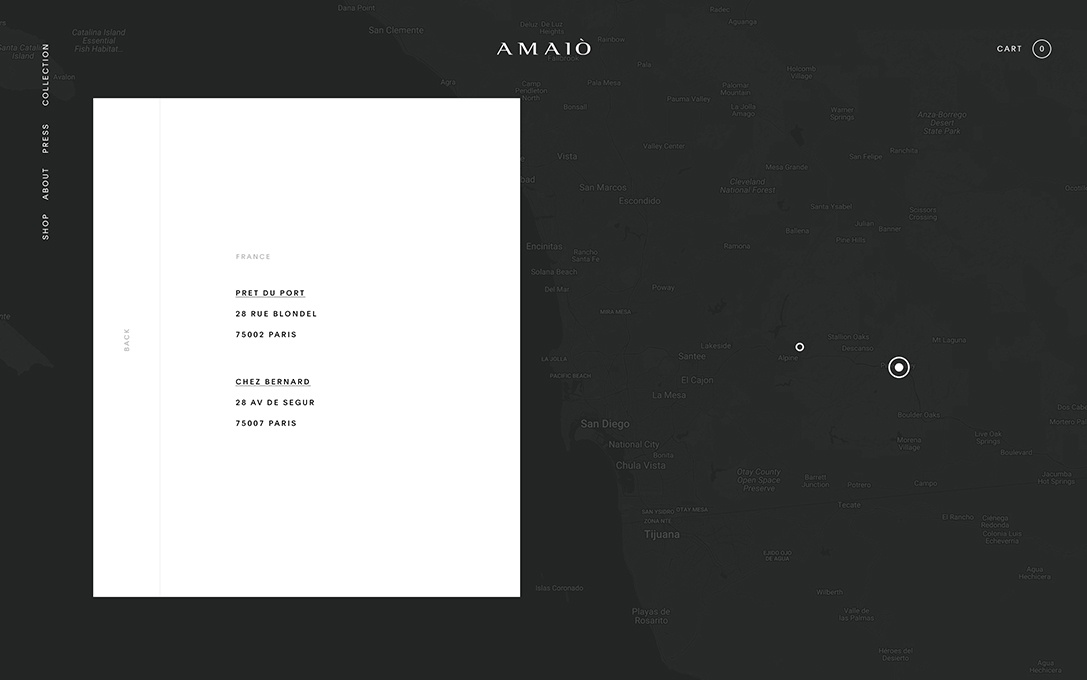 AMAIÒ
CART 0
COLLECTION
PRESS
ABOUT
SHOP
BACK
FRANCE
PRET DU PORT
28 RUE BLONDEL
75002 PARIS
CHEZ BERNARD
28 AV DE SEGUR
75007 PARIS
Dana Point
San Clemente
Catalina Island
Essential
Fish Habitat...
Santa Catalina
Island
Avalon
Agra
De Luz
Heights
Rainbow
Fallbrook
Radec
Aguanga
Pala
Camp
Pendleton
North
Pala Mesa
Bonsall
Pauma Valley
Palomar
Mountain
La Jolla
Amago
Holcomb
Village
Warner
Springs
Anza-Borrego
Desert
State Park
Valley Center
Vista
San Felipe
Ranchita
Mesa Grande
bad
San Marcos
Escondido
Cleveland
National Forest
Santa Ysabel
Scissors
Crossing
Julian
Banner
Ballena
Pine Hills
Encinitas
Rancho
Santa Fe
Ramona
Solana Beach
Del Mar
Poway
MIRA MESA
Lakeside
Stallion Oaks
Descanso
Mt Laguna
Alpine
LA JOLLA
Santee
PACIFIC BEACH
El Cajon
La Mesa
Boulder Oaks
San Diego
National City
Bonita
Chula Vista
Morena
Village
Live Oak
Springs
Boulevard
Otay County
Open Space
Preserve
Barrett
Junction
Potrero
Campo
Jacumba
Hot Springs
Tecate
SAN YSIDRO
OTAY MESA
ZONA NTE
Tijuana
El Rancho
Ciénega
Redonda
Colonia Luis
Echeverria
EJIDO OJO
DE AGUA
Agua
Hechicera
Islas Coronado
Wilberth
Playas de
Rosarito
Valle de
las Palmas
Héroes del
Desierto
Agua
Hechicera